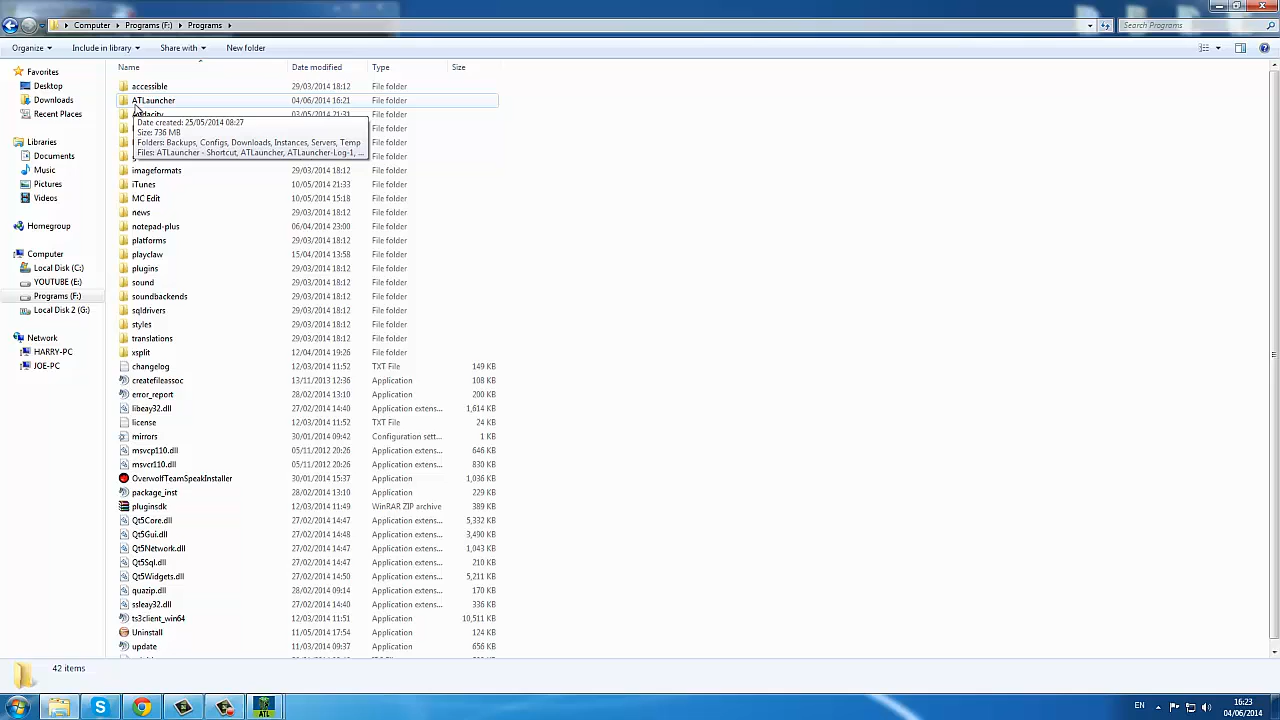 Computer Programs (F:) Programs
Search Programs
Organize Include in library Share with New folder
Name Date modified Type Size
Favorites
Desktop
Downloads
Recent Places
Libraries
Documents
Music
Pictures
Videos
Homegroup
Computer
Local Disk (C:)
YOUTUBE (E:)
Programs (F:)
Local Disk 2 (G:)
Network
HARRY-PC
JOE-PC
accessible 29/03/2014 18:12 File folder
ATLauncher 04/06/2014 16:21 File folder
Audacity 03/05/2014 21:31 File folder
Date created: 25/05/2014 08:27
Size: 736 MB
Folders: Backups, Configs, Downloads, Instances, Servers, Temp
Files: ATLauncher - Shortcut, ATLauncher, ATLauncher-Log-1, ...
File folder
File folder
File folder
imageformats 29/03/2014 18:12 File folder
iTunes 10/05/2014 21:33 File folder
MC Edit 10/05/2014 15:18 File folder
news 29/03/2014 18:12 File folder
notepad-plus 06/04/2014 23:00 File folder
platforms 29/03/2014 18:12 File folder
playclaw 15/04/2014 13:58 File folder
plugins 29/03/2014 18:12 File folder
sound 29/03/2014 18:12 File folder
soundbackends 29/03/2014 18:12 File folder
sqldrivers 29/03/2014 18:12 File folder
styles 29/03/2014 18:12 File folder
translations 29/03/2014 18:12 File folder
xsplit 12/04/2014 19:26 File folder
changelog 12/03/2014 11:52 TXT File 149 KB
createfileassoc 13/11/2013 12:36 Application 108 KB
error_report 28/02/2014 13:10 Application 200 KB
libeay32.dll 27/02/2014 14:40 Application extens... 1,614 KB
license 12/03/2014 11:52 TXT File 24 KB
mirrors 30/01/2014 09:42 Configuration sett... 1 KB
msvcp110.dll 05/11/2012 20:26 Application extens... 646 KB
msvcr110.dll 05/11/2012 20:26 Application extens... 830 KB
OverwolfTeamSpeakInstaller 30/01/2014 15:37 Application 1,036 KB
package_inst 28/02/2014 13:10 Application 229 KB
pluginsdk 12/03/2014 11:49 WinRAR ZIP archive 389 KB
Qt5Core.dll 27/02/2014 14:47 Application extens... 5,332 KB
Qt5Gui.dll 27/02/2014 14:48 Application extens... 3,490 KB
Qt5Network.dll 27/02/2014 14:47 Application extens... 1,043 KB
Qt5Sql.dll 27/02/2014 14:47 Application extens... 210 KB
Qt5Widgets.dll 27/02/2014 14:50 Application extens... 5,211 KB
quazip.dll 28/02/2014 09:14 Application extens... 170 KB
ssleay32.dll 27/02/2014 14:40 Application extens... 336 KB
ts3client_win64 12/03/2014 11:51 Application 10,511 KB
Uninstall 11/05/2014 17:54 Application 124 KB
update 11/03/2014 09:37 Application 656 KB
42 items
ATL
EN
16:23
04/06/2014